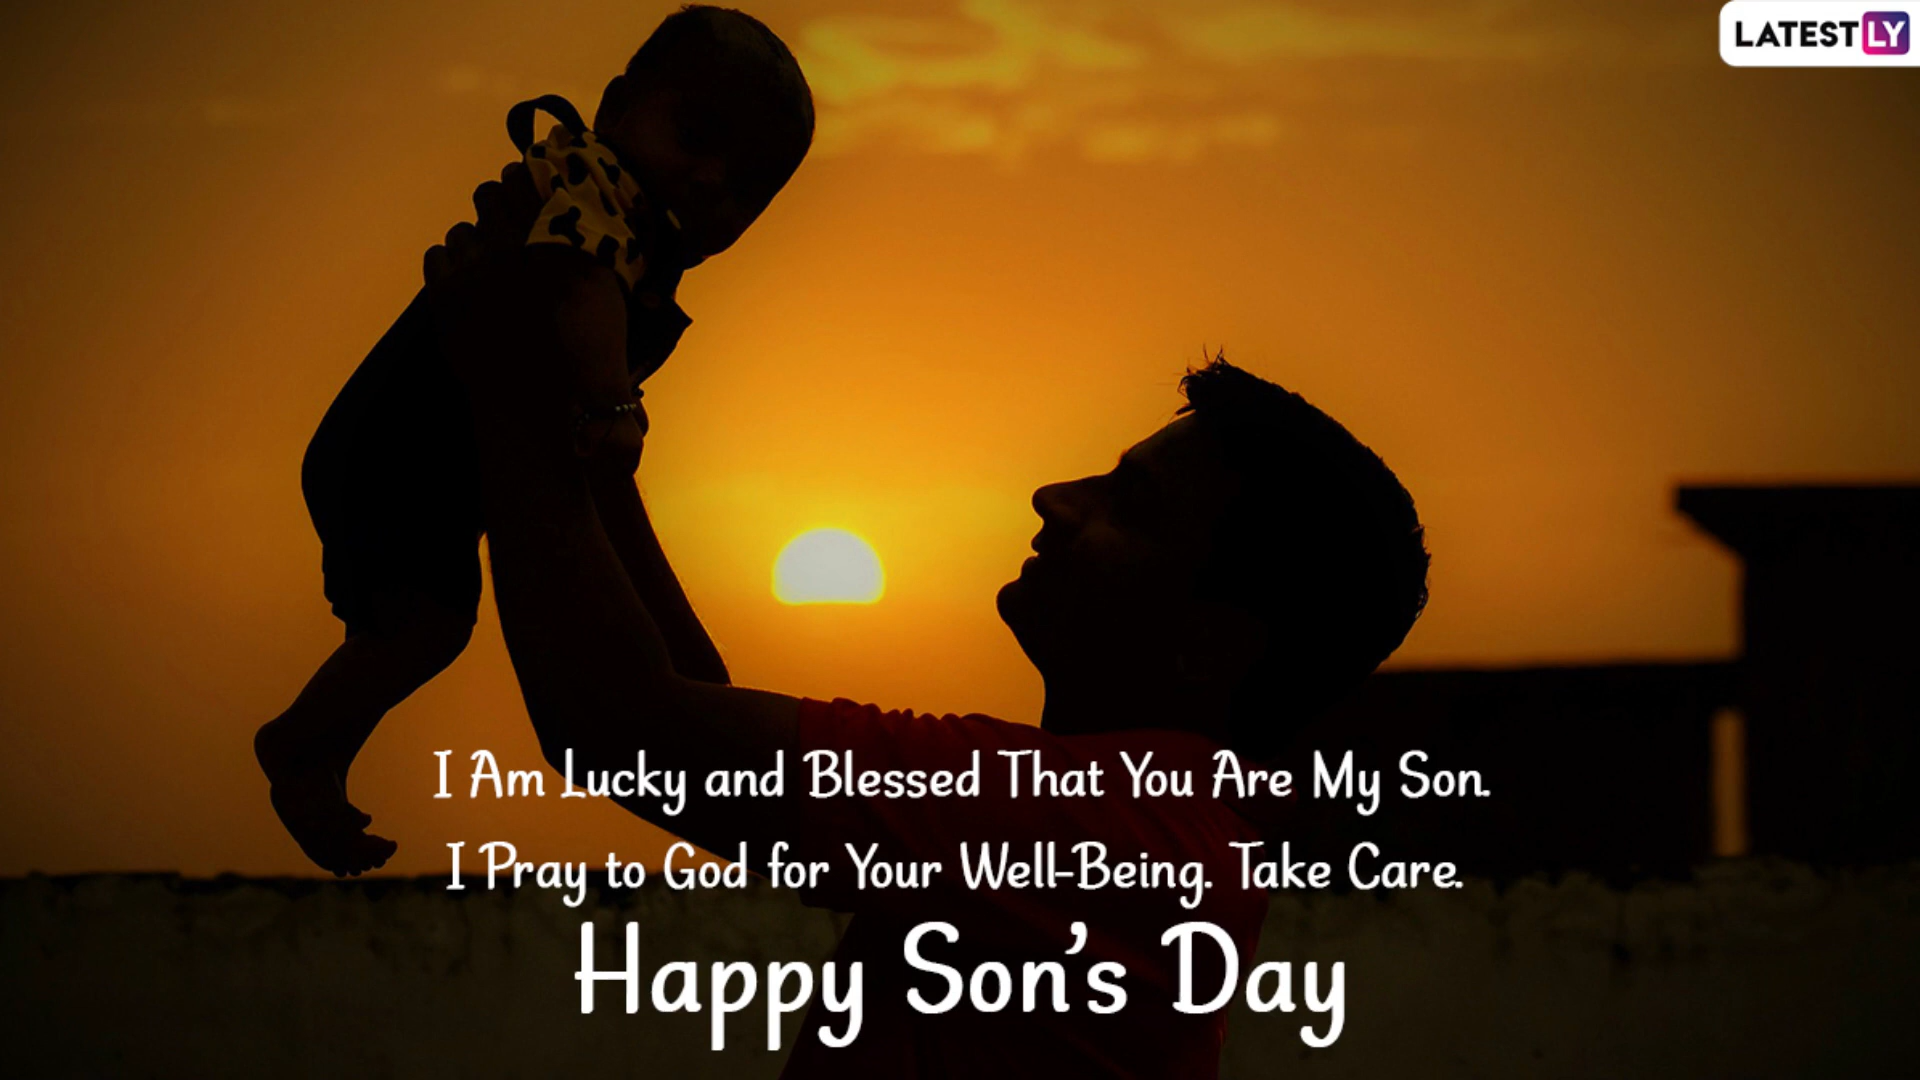 LATESTLY
I Am Lucky and Blessed That You Are My Son.
I Pray to God for Your Well-Being. Take Care.
Happy Son's Day